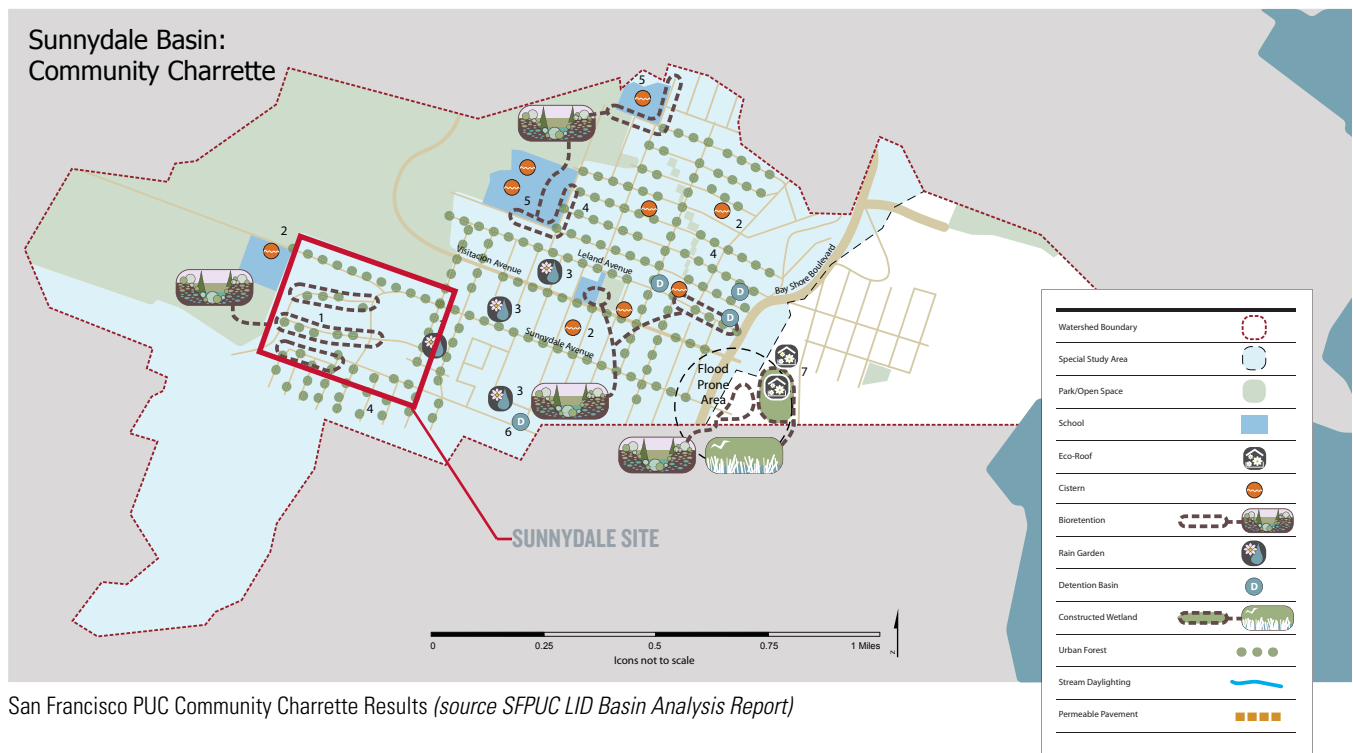 Sunnydale Basin:
Community Charrette
5
2
5
4
2
Visitacion Avenue
Leland Avenue
3
4
Bay Shore Boulevard
D
D
D
1
3
2
Sunnydale Avenue
Flood
Prone
Area
7
3
4
6
D
SUNNYDALE SITE
0
0.25
0.5
0.75
1 Miles
Icons not to scale
N
Watershed Boundary
Special Study Area
Park/Open Space
School
Eco-Roof
Cistern
Bioretention
Rain Garden
Detention Basin
D
Constructed Wetland
Urban Forest
Stream Daylighting
Permeable Pavement
San Francisco PUC Community Charrette Results (source SFPUC LID Basin Analysis Report)